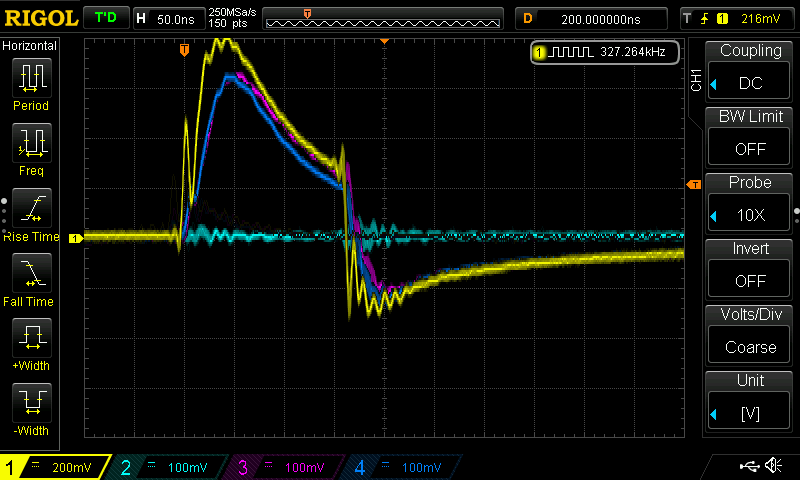 RIGOL T'D H 50.0ns 250MSa/s 150 pts D 200.000000ns T 1 216mV
Horizontal
Period
Freq
Rise Time
Fall Time
+Width
-Width
T
1 327.264kHz
T
1
CH1
Coupling
DC
BW Limit
OFF
Probe
10X
Invert
OFF
Volts/Div
Coarse
Unit
[V]
1 200mV 2 100mV 3 100mV 4 100mV